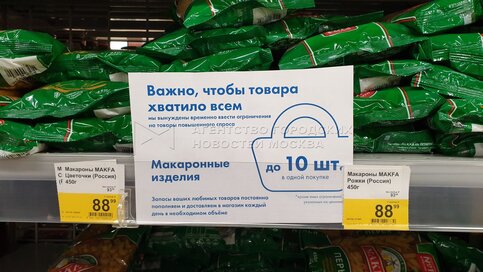 Важно, чтобы товара
хватило всем
мы вынуждены временно ввести ограничения
на товары повышенного спроса
АГЕНТСТВО ГОРОДСКИХ
НОВОСТЕЙ МОСКВА
Макаронные
изделия
до 10 шт.
в одной покупке
Запасы ваших любимых товаров постоянно
пополняем и доставляем в магазин каждый
день в необходимом объёме
Макароны MAKFA
Цветочки (Россия)
450г
88 99
Макароны MAKFA
Рожки (Россия)
450г
88 99